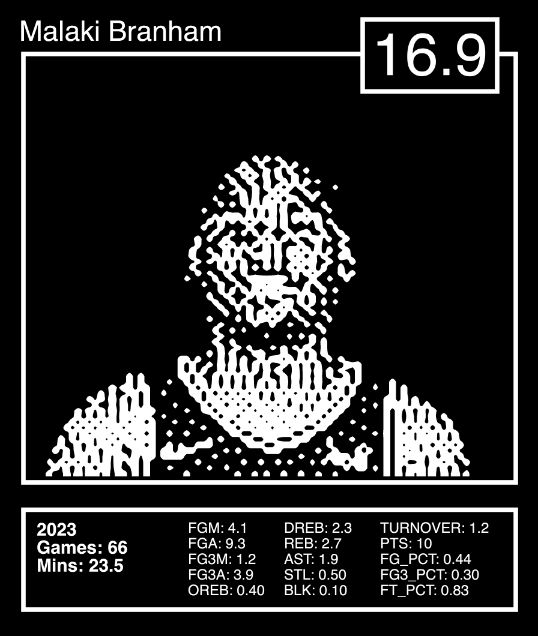 Malaki Branham
16.9
2023
Games: 66
Mins: 23.5
FGM: 4.1
FGA: 9.3
FG3M: 1.2
FG3A: 3.9
OREB: 0.40
DREB: 2.3
REB: 2.7
AST: 1.9
STL: 0.50
BLK: 0.10
TURNOVER: 1.2
PTS: 10
FG_PCT: 0.44
FG3_PCT: 0.30
FT_PCT: 0.83